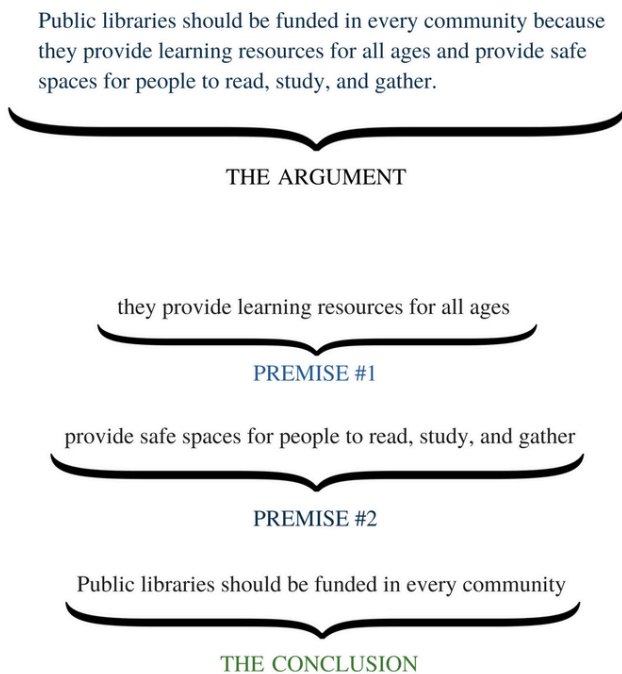 Public libraries should be funded in every community because
they provide learning resources for all ages and provide safe
spaces for people to read, study, and gather.
THE ARGUMENT
they provide learning resources for all ages
PREMISE #1
provide safe spaces for people to read, study, and gather
PREMISE #2
Public libraries should be funded in every community
THE CONCLUSION